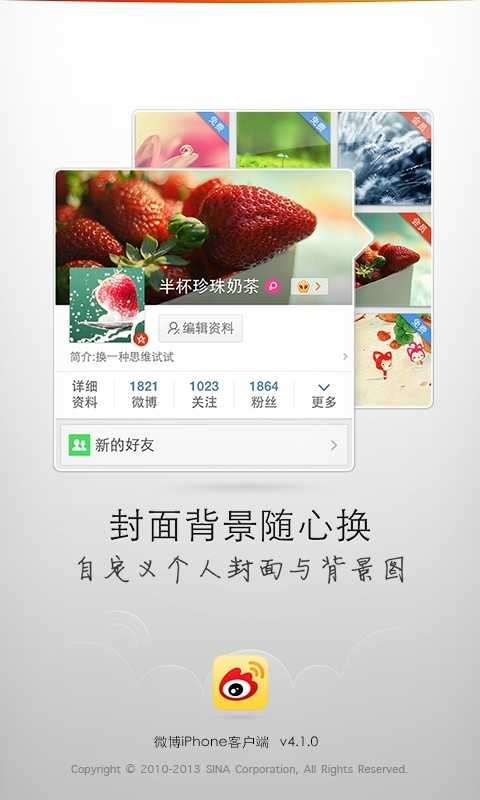 免费
免费
会员
会员
半杯珍珠奶茶
编辑资料
简介:换一种思维试试
免费
详细
资料
1821
微博
1023
关注
1864
粉丝
更多
新的好友
封面背景随心换
自定义个人封面与背景图
微博iPhone客户端 v4.1.0
Copyright © 2010-2013 SINA Corporation, All Rights Reserved.